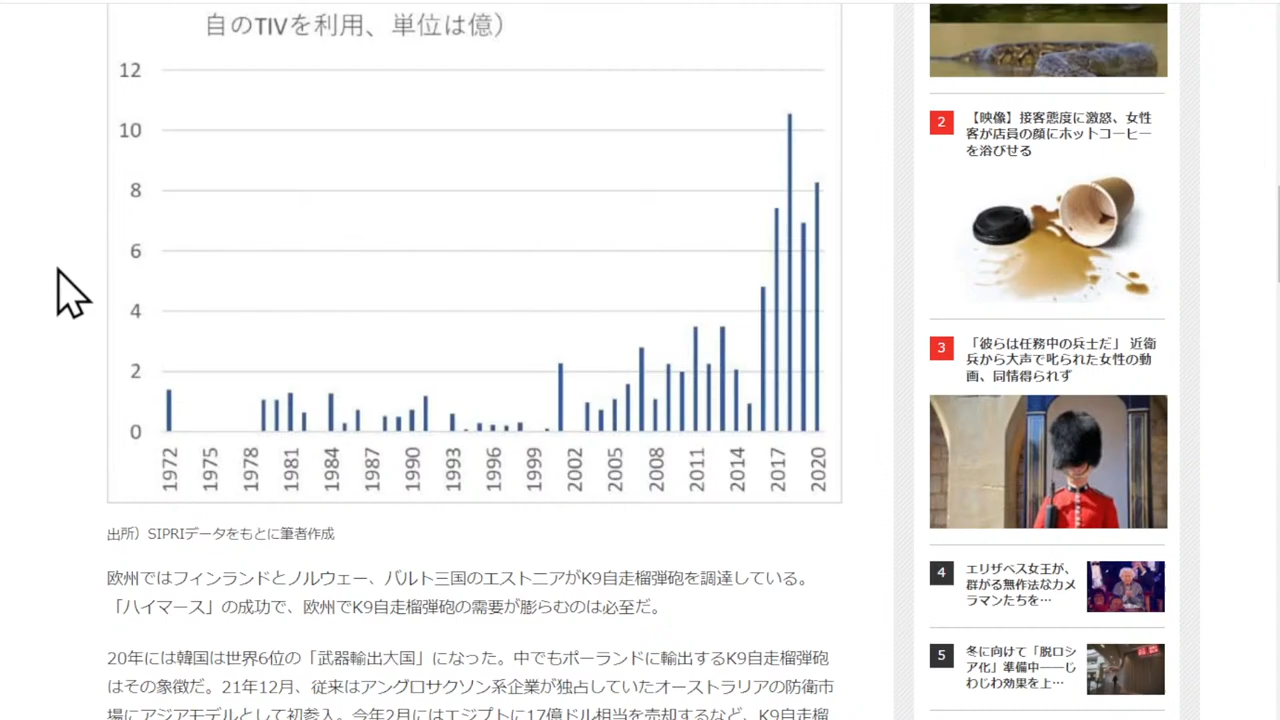 自のTIVを利用、単位は億）
12
10
8
6
4
2
0
1972
1975
1978
1981
1984
1987
1990
1993
1996
1999
2002
2005
2008
2011
2014
2017
2020
出所）SIPRIデータをもとに筆者作成
欧州ではフィンランドとノルウェー、バルト三国のエストニアがK9自走榴弾砲を調達している。
「ハイマース」の成功で、欧州でK9自走榴弾砲の需要が膨らむのは必至だ。
20年には韓国は世界6位の「武器輸出大国」になった。中でもポーランドに輸出するK9自走榴弾砲
はその象徴だ。21年12月、従来はアングロサクソン系企業が独占していたオーストラリアの防衛市
場にアジアモデルとして初参入。今年2月にはエジプトに17億ドル相当を売却するなど、K9自走榴
2
【映像】接客態度に激怒、女性
客が店員の顔にホットコーヒー
を浴びせる
3
「彼らは任務中の兵士だ」 近衛
兵から大声で叱られた女性の動
画、同情得られず
4
エリザベス女王が、
群がる無作法なカメ
ラマンたちを…
5
冬に向けて「脱ロシ
ア化」準備中──じ
わじわ効果を上…